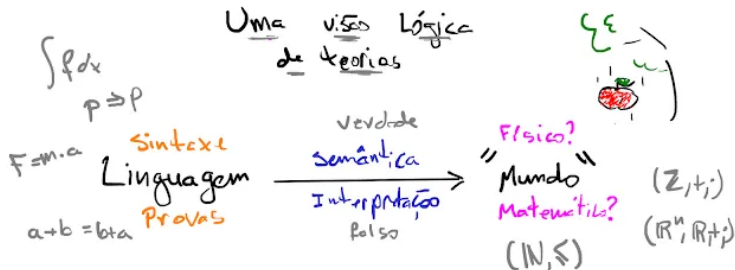 Uma visão Lógica
de teorias
∫f dx
p⇒p
F=m.a
a+b=b+a
Sintaxe
Linguagem
Provas
verdade
Semântica
Interpretação
Falso
Físico?
"Mundo"
Matemático?
(ℕ,≤)
(ℤ,+,·)
(ℝⁿ,ℝ,+,·)